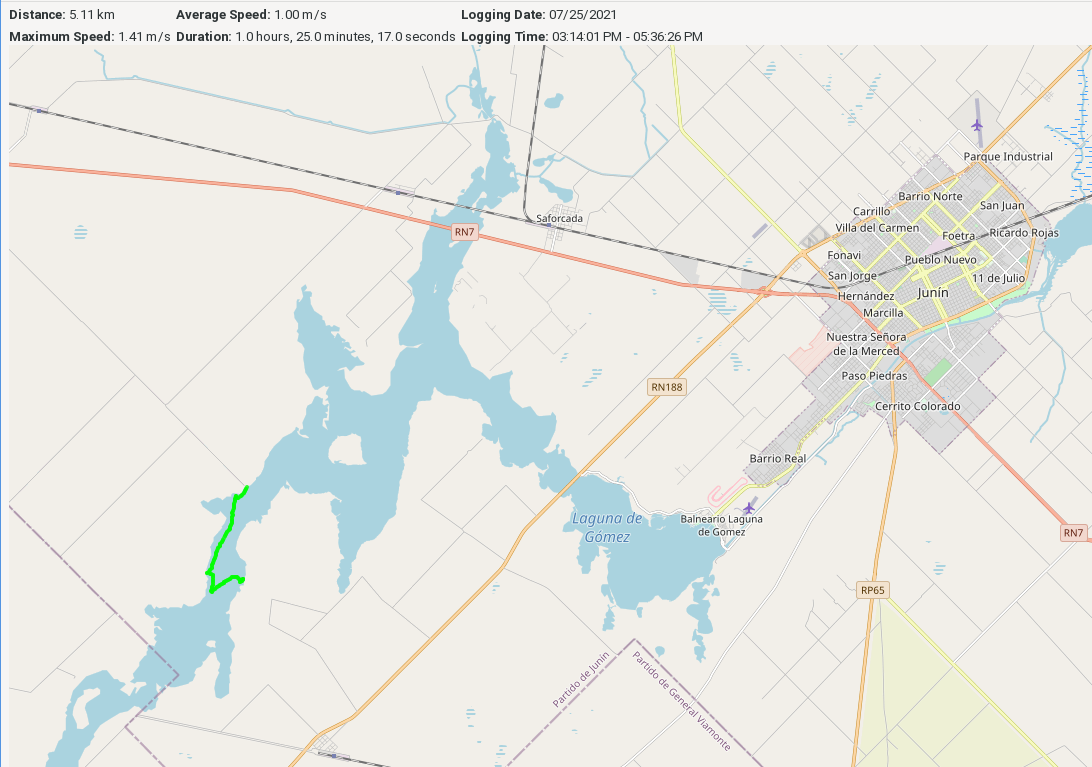 Distance: 5.11 km Average Speed: 1.00 m/s Logging Date: 07/25/2021
Maximum Speed: 1.41 m/s Duration: 1.0 hours, 25.0 minutes, 17.0 seconds Logging Time: 03:14:01 PM - 05:36:26 PM
Parque Industrial
Barrio Norte
San Juan
Carrillo
Saforcada
Villa del Carmen
RN7
Foetra
Ricardo Rojas
Fonavi
Pueblo Nuevo
San Jorge
11 de Julio
Hernández
Junín
Marcilla
Nuestra Señora
de la Merced
Paso Piedras
RN188
Cerrito Colorado
Barrio Real
Laguna de
Gómez
Balneario Laguna
de Gomez
RN7
RP65
Partido de Junín
Partido de General Viamonte